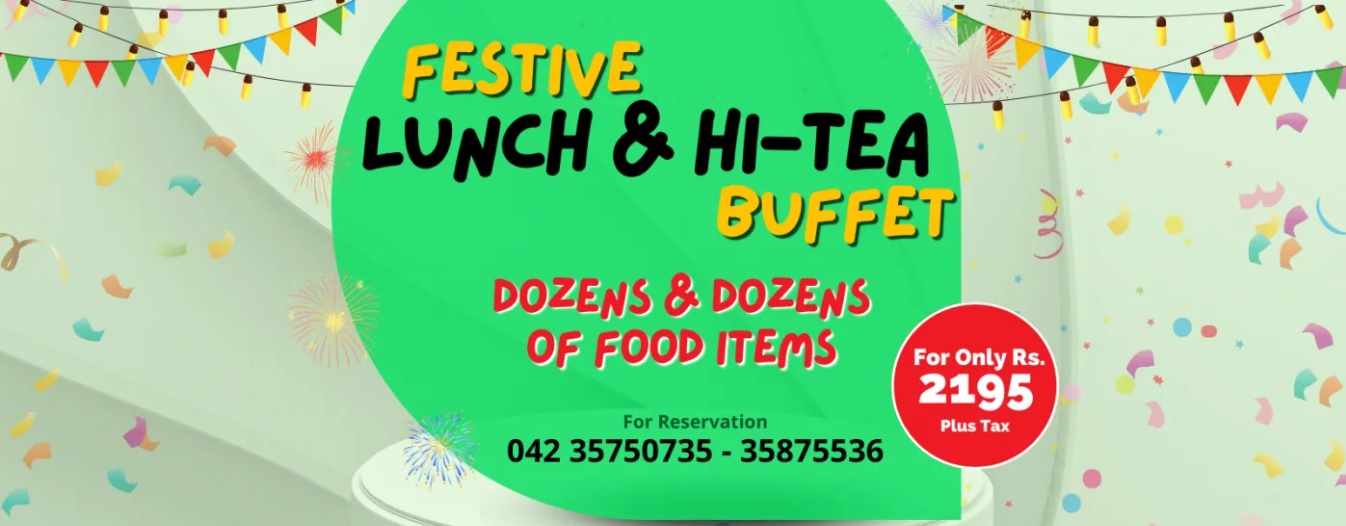 FESTIVE
LUNCH & HI-TEA
BUFFET
DOZENS & DOZENS
OF FOOD ITEMS
For Only Rs.
2195
Plus Tax
For Reservation
042 35750735 - 35875536